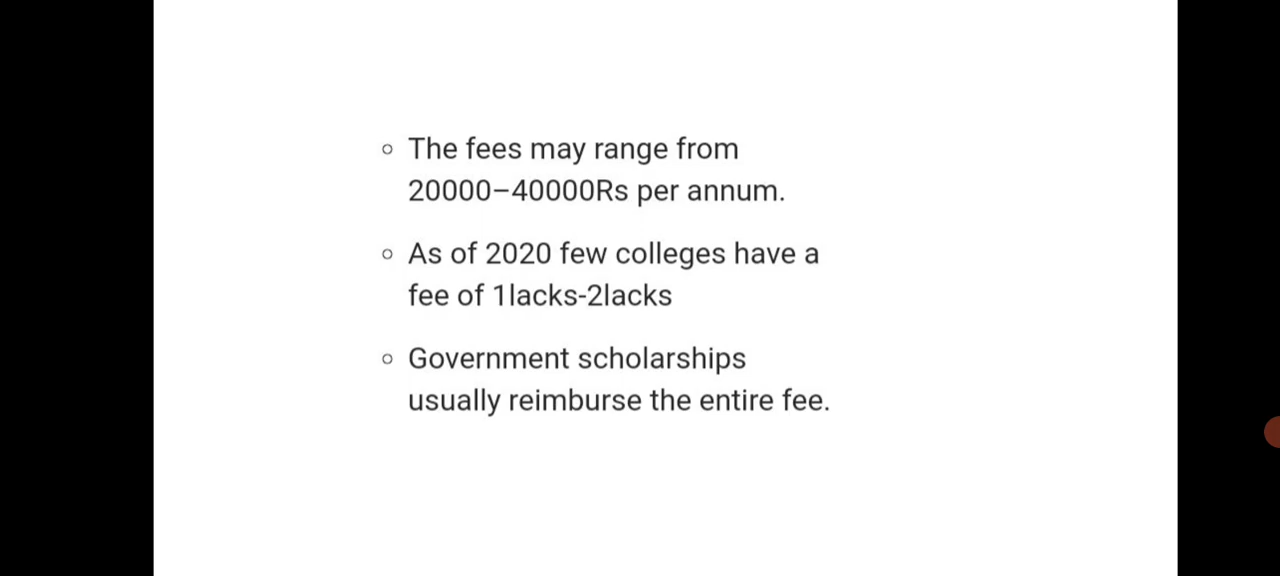 The fees may range from
20000–40000Rs per annum.
As of 2020 few colleges have a
fee of 1lacks-2lacks
Government scholarships
usually reimburse the entire fee.